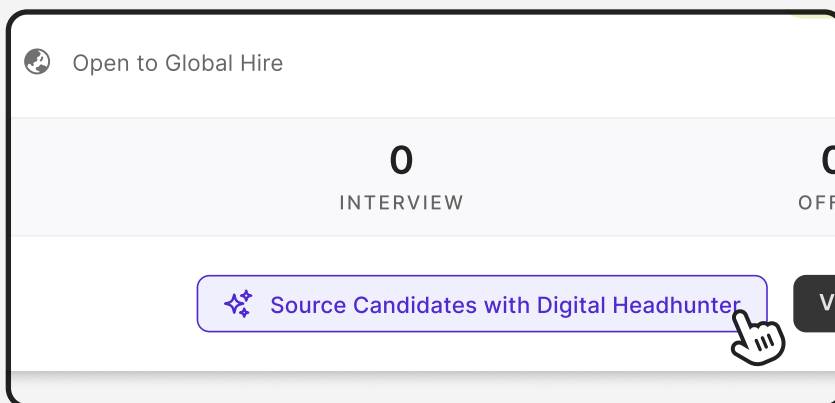 Open to Global Hire
0
INTERVIEW
Source Candidates with Digital Headhunter